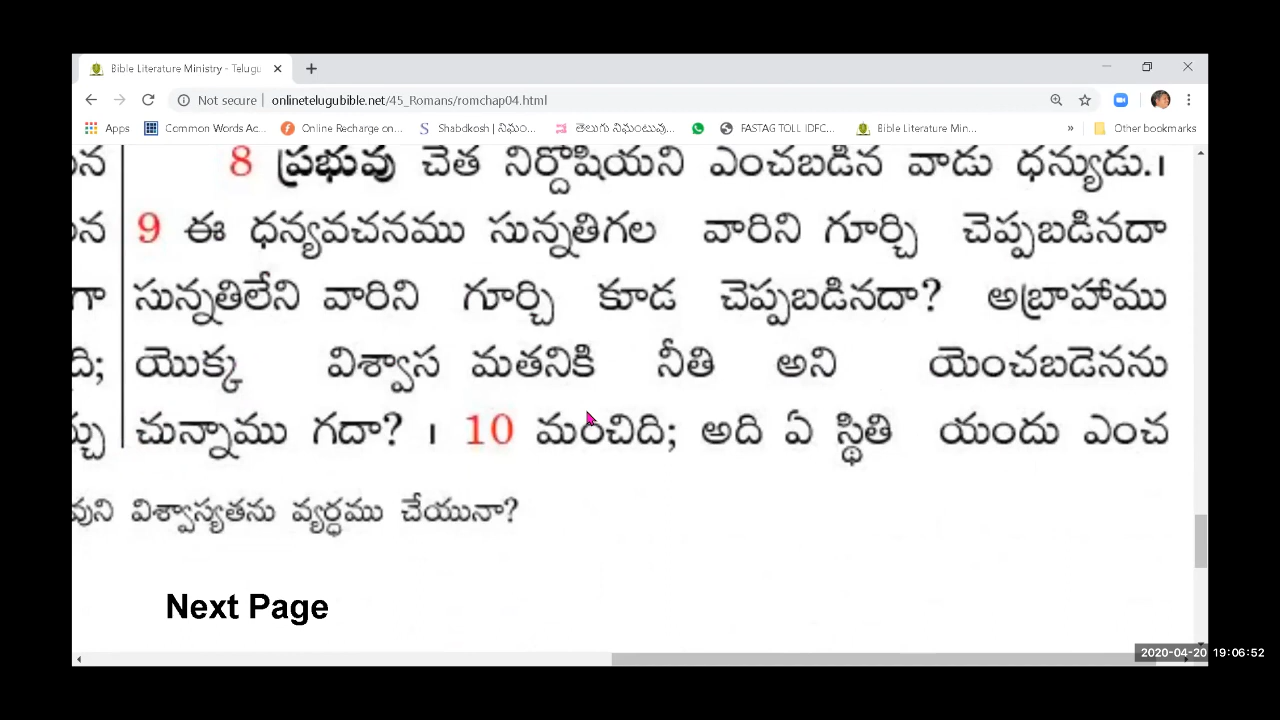 Bible Literature Ministry - Telugu
Not secure | onlinetelugubible.net/45_Romans/romchap04.html
Apps Common Words Ac... Online Recharge on... Shabdkosh | నిఘం... తెలుగు నిఘంటువు... FASTAG TOLL IDFC... Bible Literature Min... » Other bookmarks
న 8 ప్రభువు చేత నిర్దోషియని ఎంచబడిన వాడు ధన్యుడు.।
న 9 ఈ ధన్యవచనము సున్నతిగల వారిని గూర్చి చెప్పబడినదా
గా సున్నతిలేని వారిని గూర్చి కూడ చెప్పబడినదా? అబ్రాహాము
ది; యొక్క విశ్వాస మతనికి నీతి అని యెంచబడెనను
చున్నాము గదా? । 10 మంచిది; అది ఏ స్థితి యందు ఎంచ
వుని విశ్వాస్యతను వ్యర్థము చేయునా?
Next Page
2020-04-20 19:06:52